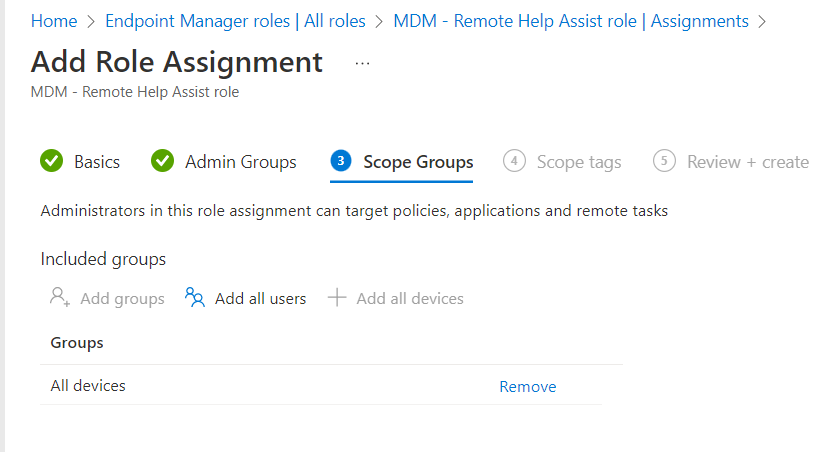 Home > Endpoint Manager roles | All roles > MDM - Remote Help Assist role | Assignments >
Add Role Assignment ...
MDM - Remote Help Assist role
Basics Admin Groups 3 Scope Groups 4 Scope tags 5 Review + create
Administrators in this role assignment can target policies, applications and remote tasks
Included groups
Add groups Add all users Add all devices
Groups
All devices Remove